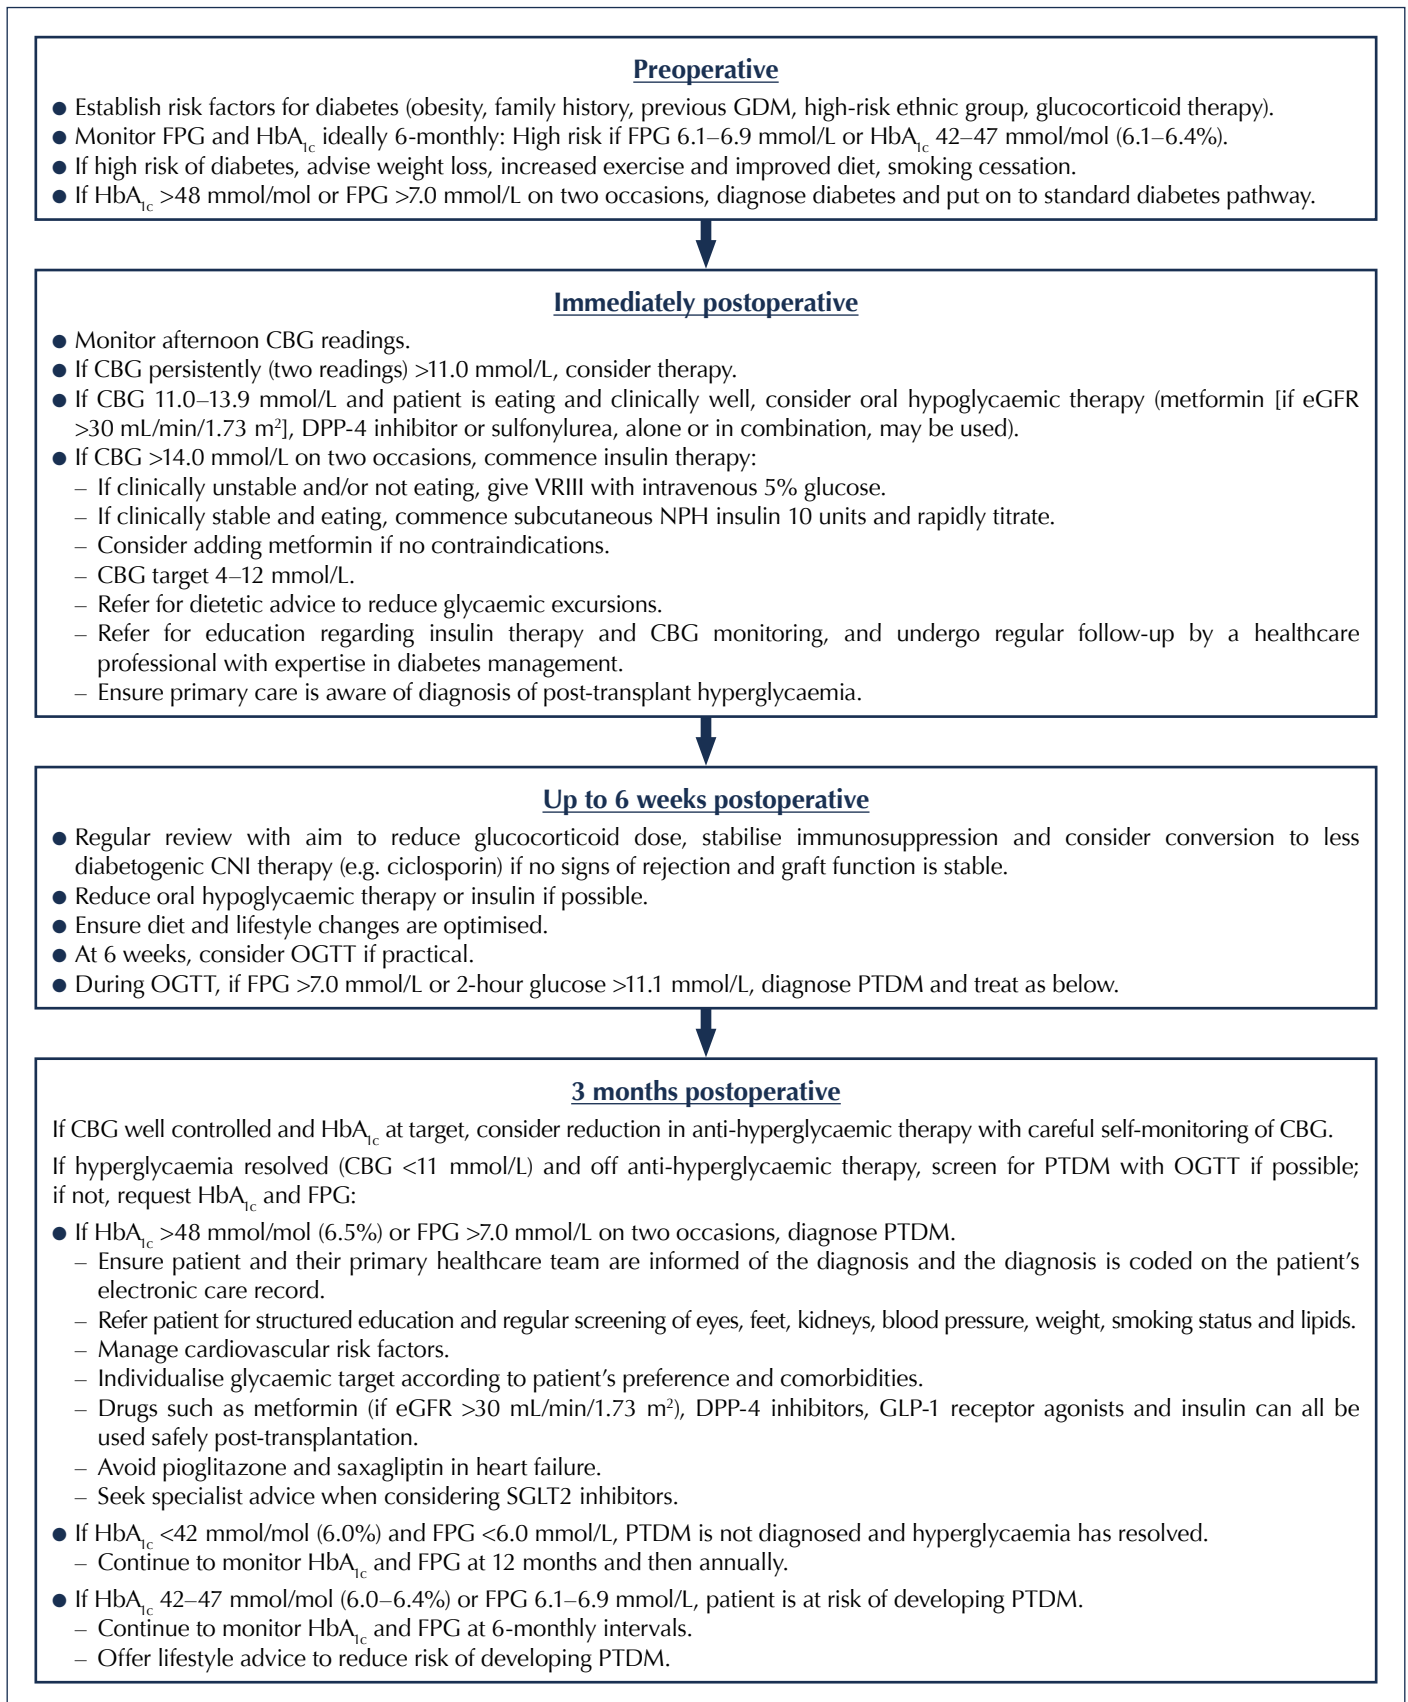 Preoperative
● Establish risk factors for diabetes (obesity, family history, previous GDM, high-risk ethnic group, glucocorticoid therapy).
● Monitor FPG and HbA1c ideally 6-monthly: High risk if FPG 6.1–6.9 mmol/L or HbA1c 42–47 mmol/mol (6.1–6.4%).
● If high risk of diabetes, advise weight loss, increased exercise and improved diet, smoking cessation.
● If HbA1c >48 mmol/mol or FPG >7.0 mmol/L on two occasions, diagnose diabetes and put on to standard diabetes pathway.
Immediately postoperative
● Monitor afternoon CBG readings.
● If CBG persistently (two readings) >11.0 mmol/L, consider therapy.
● If CBG 11.0–13.9 mmol/L and patient is eating and clinically well, consider oral hypoglycaemic therapy (metformin [if eGFR
>30 mL/min/1.73 m²], DPP-4 inhibitor or sulfonylurea, alone or in combination, may be used).
● If CBG >14.0 mmol/L on two occasions, commence insulin therapy:
– If clinically unstable and/or not eating, give VRIII with intravenous 5% glucose.
– If clinically stable and eating, commence subcutaneous NPH insulin 10 units and rapidly titrate.
– Consider adding metformin if no contraindications.
– CBG target 4–12 mmol/L.
– Refer for dietetic advice to reduce glycaemic excursions.
– Refer for education regarding insulin therapy and CBG monitoring, and undergo regular follow-up by a healthcare
professional with expertise in diabetes management.
– Ensure primary care is aware of diagnosis of post-transplant hyperglycaemia.
Up to 6 weeks postoperative
● Regular review with aim to reduce glucocorticoid dose, stabilise immunosuppression and consider conversion to less
diabetogenic CNI therapy (e.g. ciclosporin) if no signs of rejection and graft function is stable.
● Reduce oral hypoglycaemic therapy or insulin if possible.
● Ensure diet and lifestyle changes are optimised.
● At 6 weeks, consider OGTT if practical.
● During OGTT, if FPG >7.0 mmol/L or 2-hour glucose >11.1 mmol/L, diagnose PTDM and treat as below.
3 months postoperative
If CBG well controlled and HbA1c at target, consider reduction in anti-hyperglycaemic therapy with careful self-monitoring of CBG.
If hyperglycaemia resolved (CBG <11 mmol/L) and off anti-hyperglycaemic therapy, screen for PTDM with OGTT if possible;
if not, request HbA1c and FPG:
● If HbA1c >48 mmol/mol (6.5%) or FPG >7.0 mmol/L on two occasions, diagnose PTDM.
– Ensure patient and their primary healthcare team are informed of the diagnosis and the diagnosis is coded on the patient's
electronic care record.
– Refer patient for structured education and regular screening of eyes, feet, kidneys, blood pressure, weight, smoking status and lipids.
– Manage cardiovascular risk factors.
– Individualise glycaemic target according to patient's preference and comorbidities.
– Drugs such as metformin (if eGFR >30 mL/min/1.73 m²), DPP-4 inhibitors, GLP-1 receptor agonists and insulin can all be
used safely post-transplantation.
– Avoid pioglitazone and saxagliptin in heart failure.
– Seek specialist advice when considering SGLT2 inhibitors.
● If HbA1c <42 mmol/mol (6.0%) and FPG <6.0 mmol/L, PTDM is not diagnosed and hyperglycaemia has resolved.
– Continue to monitor HbA1c and FPG at 12 months and then annually.
● If HbA1c 42–47 mmol/mol (6.0–6.4%) or FPG 6.1–6.9 mmol/L, patient is at risk of developing PTDM.
– Continue to monitor HbA1c and FPG at 6-monthly intervals.
– Offer lifestyle advice to reduce risk of developing PTDM.